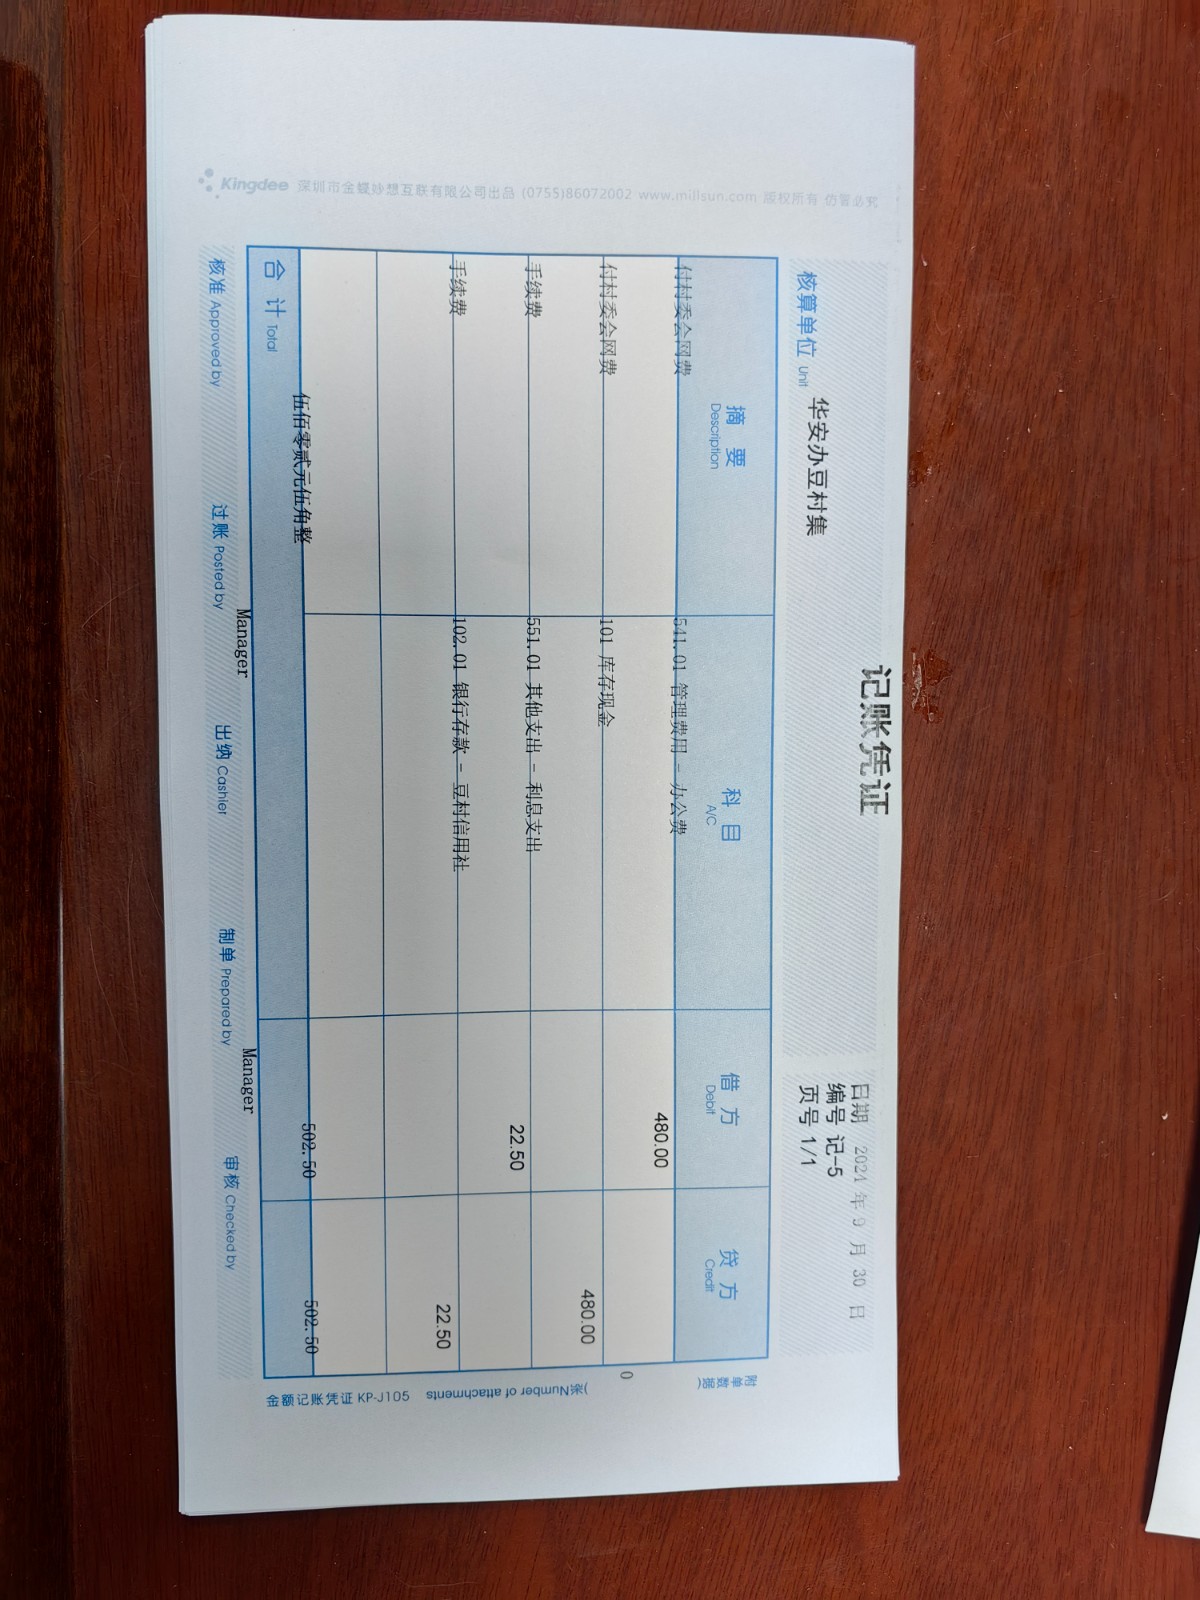 记账凭证
日期 2021 年 9 月 30 日
编号 记-5
页号 1/1
核算单位 Unit 华安办豆村集
摘 要 Description 科 目 A/C 借 方 Debit 贷 方 Credit
付村委会网费 541.01 管理费用 - 办公费 480.00
付村委会网费 101 库存现金 480.00
手续费 551.01 其他支出 - 利息支出 22.50
手续费 102.01 银行存款 - 豆村信用社 22.50
伍佰零贰元伍角整 502.50 502.50
合 计 Total
附单数据( 0 )张 Number of attachments
金额记账凭证 KP-J105
Manager Manager
核准 Approved by 过账 Posted by 出纳 Cashier 制单 Prepared by 审核 Checked by
Kingdee 深圳市金蝶妙想互联有限公司出品 (0755)86072002 www.millsun.com 版权所有 仿冒必究